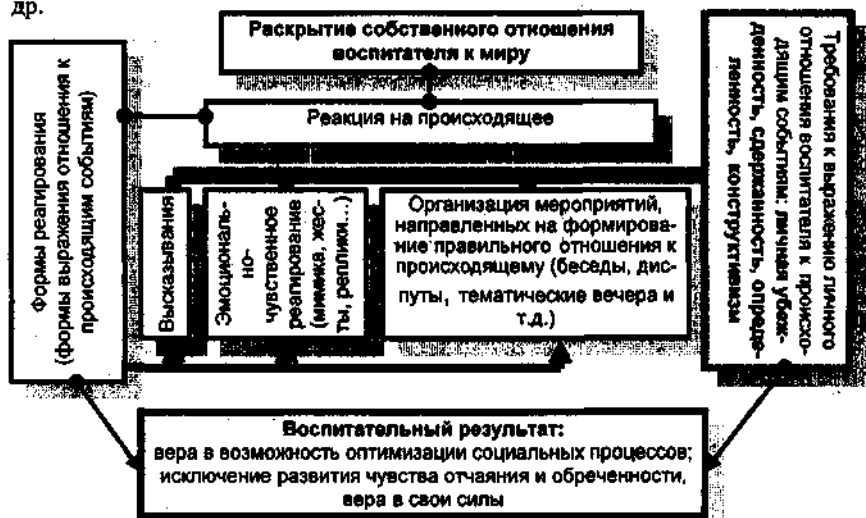 др.
Раскрытие собственного отношения
воспитателя к миру
Реакция на происходящее
Формы реагирования
(формы выражания отношения к
происходящим событиям)
Высказывания
Эмоциональ-
но-
чувственное
реагирование
(мимика, жес-
ты, реплики...)
Организация мероприятий,
направленных на формирова-
ние правильного отношения к
происходящему (беседы, дис-
путы, тематические вечера и
т.д.)
Требования к выражению личного
отношения воспитателя к происхо-
дящим событиям: личная убеж-
денность, сдержанность, опреде-
ленность, конструктивизм
Воспитательный результат:
вера в возможность оптимизации социальных процессов;
исключение развития чувства отчаяния и обреченности,
вера в свои силы